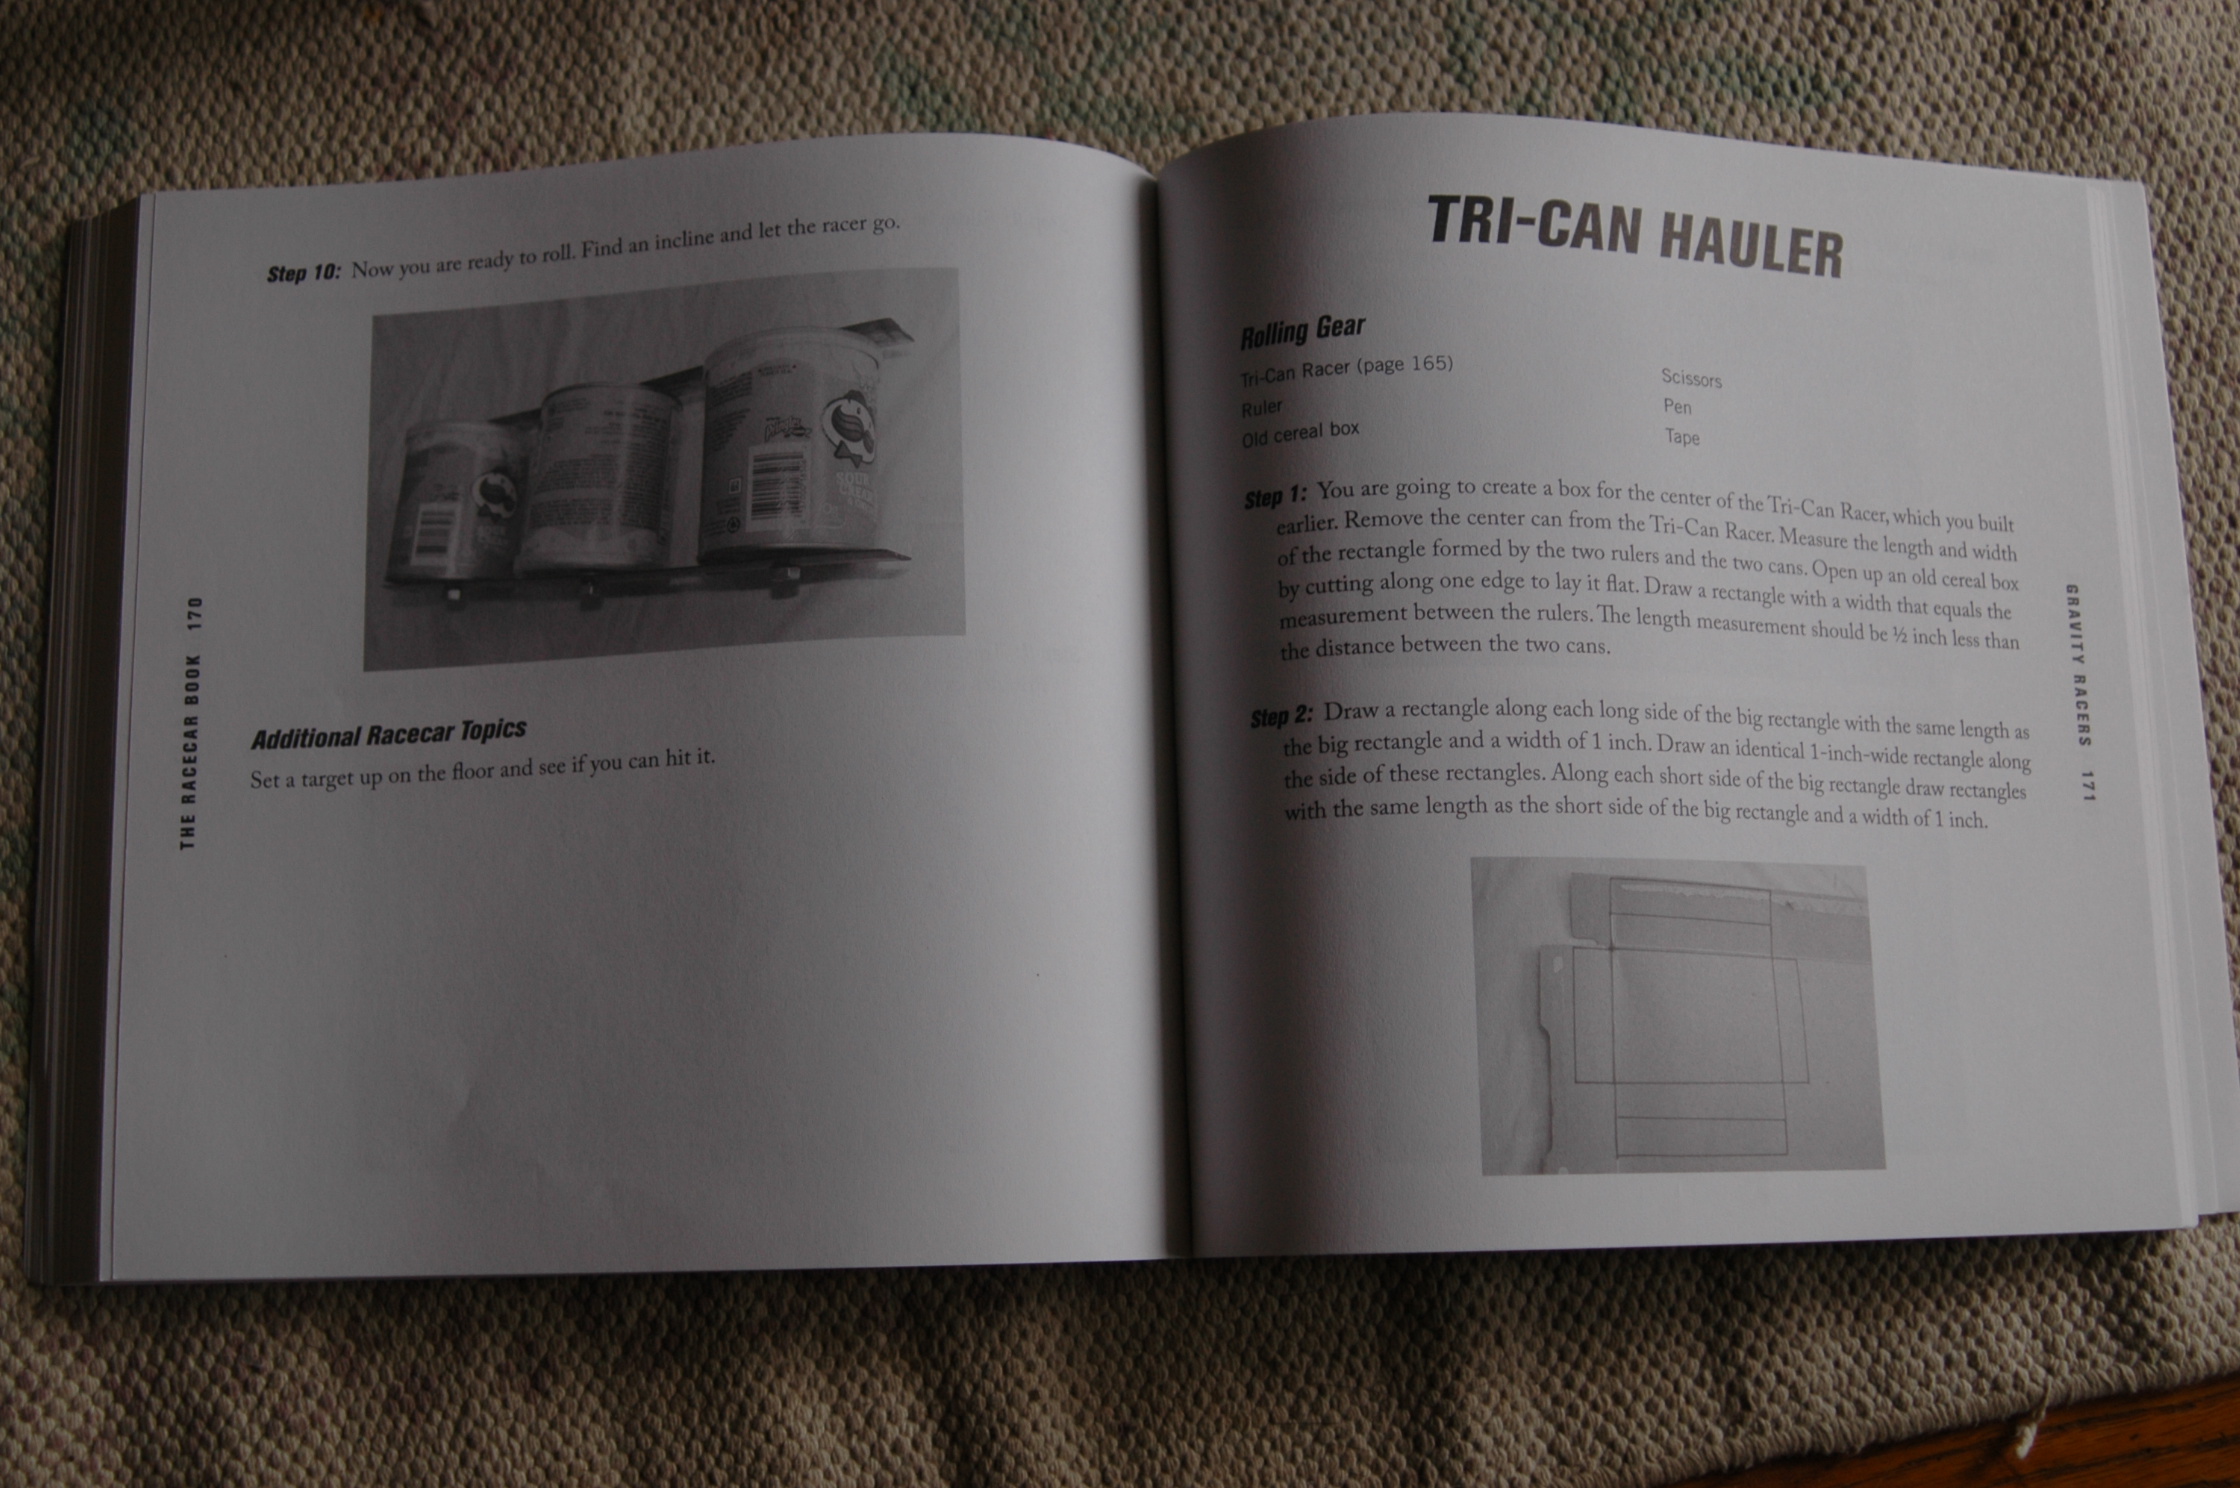 Step 10: Now you are ready to roll. Find an incline and let the racer go.
Additional Racecar Topics
Set a target up on the floor and see if you can hit it.
THE RACECAR BOOK 170
TRI-CAN HAULER
Rolling Gear
Tri-Can Racer (page 165)
Ruler
Old cereal box
Scissors
Pen
Tape
Step 1: You are going to create a box for the center of the Tri-Can Racer, which you built
earlier. Remove the center can from the Tri-Can Racer. Measure the length and width
of the rectangle formed by the two rulers and the two cans. Open up an old cereal box
by cutting along one edge to lay it flat. Draw a rectangle with a width that equals the
measurement between the rulers. The length measurement should be ½ inch less than
the distance between the two cans.
Step 2: Draw a rectangle along each long side of the big rectangle with the same length as
the big rectangle and a width of 1 inch. Draw an identical 1-inch-wide rectangle along
the side of these rectangles. Along each short side of the big rectangle draw rectangles
with the same length as the short side of the big rectangle and a width of 1 inch.
GRAVITY RACERS 171